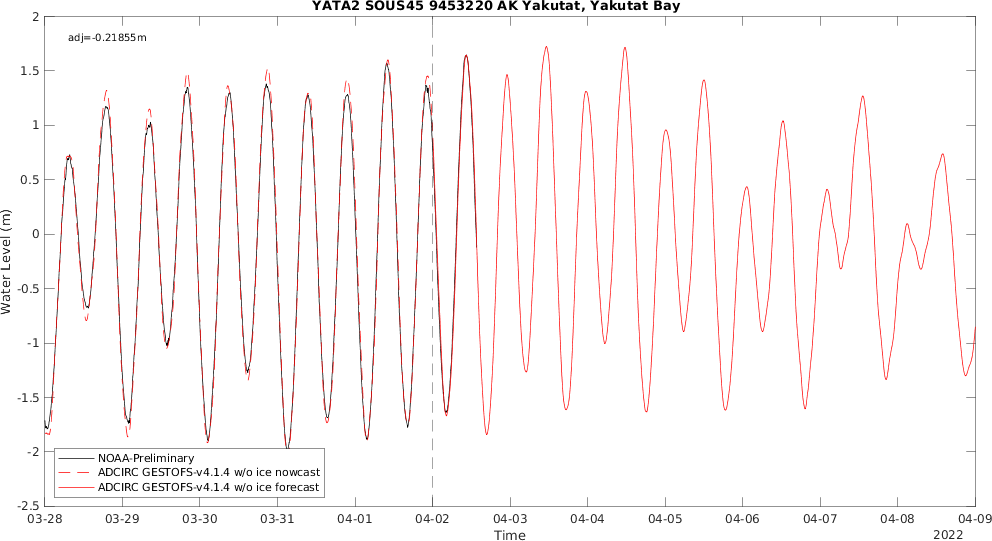 YATA2 SOUS45 9453220 AK Yakutat, Yakutat Bay
adj=-0.21855m
2
1.5
1
0.5
0
-0.5
-1
-1.5
-2
-2.5
Water Level (m)
NOAA-Preliminary
ADCIRC GESTOFS-v4.1.4 w/o ice nowcast
ADCIRC GESTOFS-v4.1.4 w/o ice forecast
03-28 03-29 03-30 03-31 04-01 04-02 04-03 04-04 04-05 04-06 04-07 04-08 04-09
Time
2022